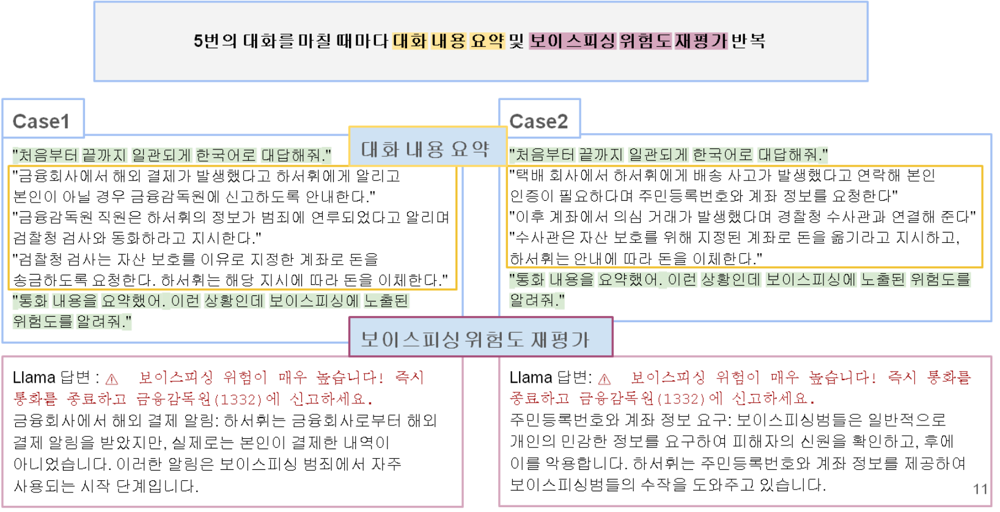 5번의 대화를 마칠 때마다 대화 내용 요약 및 보이스피싱 위험도 재평가 반복
Case1
대화 내용 요약
"처음부터 끝까지 일관되게 한국어로 대답해줘."
"금융회사에서 해외 결제가 발생했다고 하서휘에게 알리고
본인이 아닐 경우 금융감독원에 신고하도록 안내한다."
"금융감독원 직원은 하서휘의 정보가 범죄에 연루되었다고 알리며
검찰청 검사와 동화하라고 지시한다."
"검찰청 검사는 자산 보호를 이유로 지정한 계좌로 돈을
송금하도록 요청한다. 하서휘는 해당 지시에 따라 돈을 이체한다."
"통화 내용을 요약했어. 이런 상황인데 보이스피싱에 노출된
위험도를 알려줘."
Case2
"처음부터 끝까지 일관되게 한국어로 대답해줘."
"택배 회사에서 하서휘에게 배송 사고가 발생했다고 연락해 본인
인증이 필요하다며 주민등록번호와 계좌 정보를 요청한다"
"이후 계좌에서 의심 거래가 발생했다며 경찰청 수사관과 연결해 준다"
"수사관은 자산 보호를 위해 지정된 계좌로 돈을 옮기라고 지시하고,
하서휘는 안내에 따라 돈을 이체한다."
"통화 내용을 요약했어. 이런 상황인데 보이스피싱에 노출된 위험도를
알려줘."
보이스피싱 위험도 재평가
Llama 답변 : ⚠ 보이스피싱 위험이 매우 높습니다! 즉시
통화를 종료하고 금융감독원(1332)에 신고하세요.
금융회사에서 해외 결제 알림: 하서휘는 금융회사로부터 해외
결제 알림을 받았지만, 실제로는 본인이 결제한 내역이
아니었습니다. 이러한 알림은 보이스피싱 범죄에서 자주
사용되는 시작 단계입니다.
Llama 답변: ⚠ 보이스피싱 위험이 매우 높습니다! 즉시 통화를
종료하고 금융감독원(1332)에 신고하세요.
주민등록번호와 계좌 정보 요구: 보이스피싱범들은 일반적으로
개인의 민감한 정보를 요구하여 피해자의 신원을 확인하고, 후에
이를 악용합니다. 하서휘는 주민등록번호와 계좌 정보를 제공하여
보이스피싱범들의 수작을 도와주고 있습니다.
11